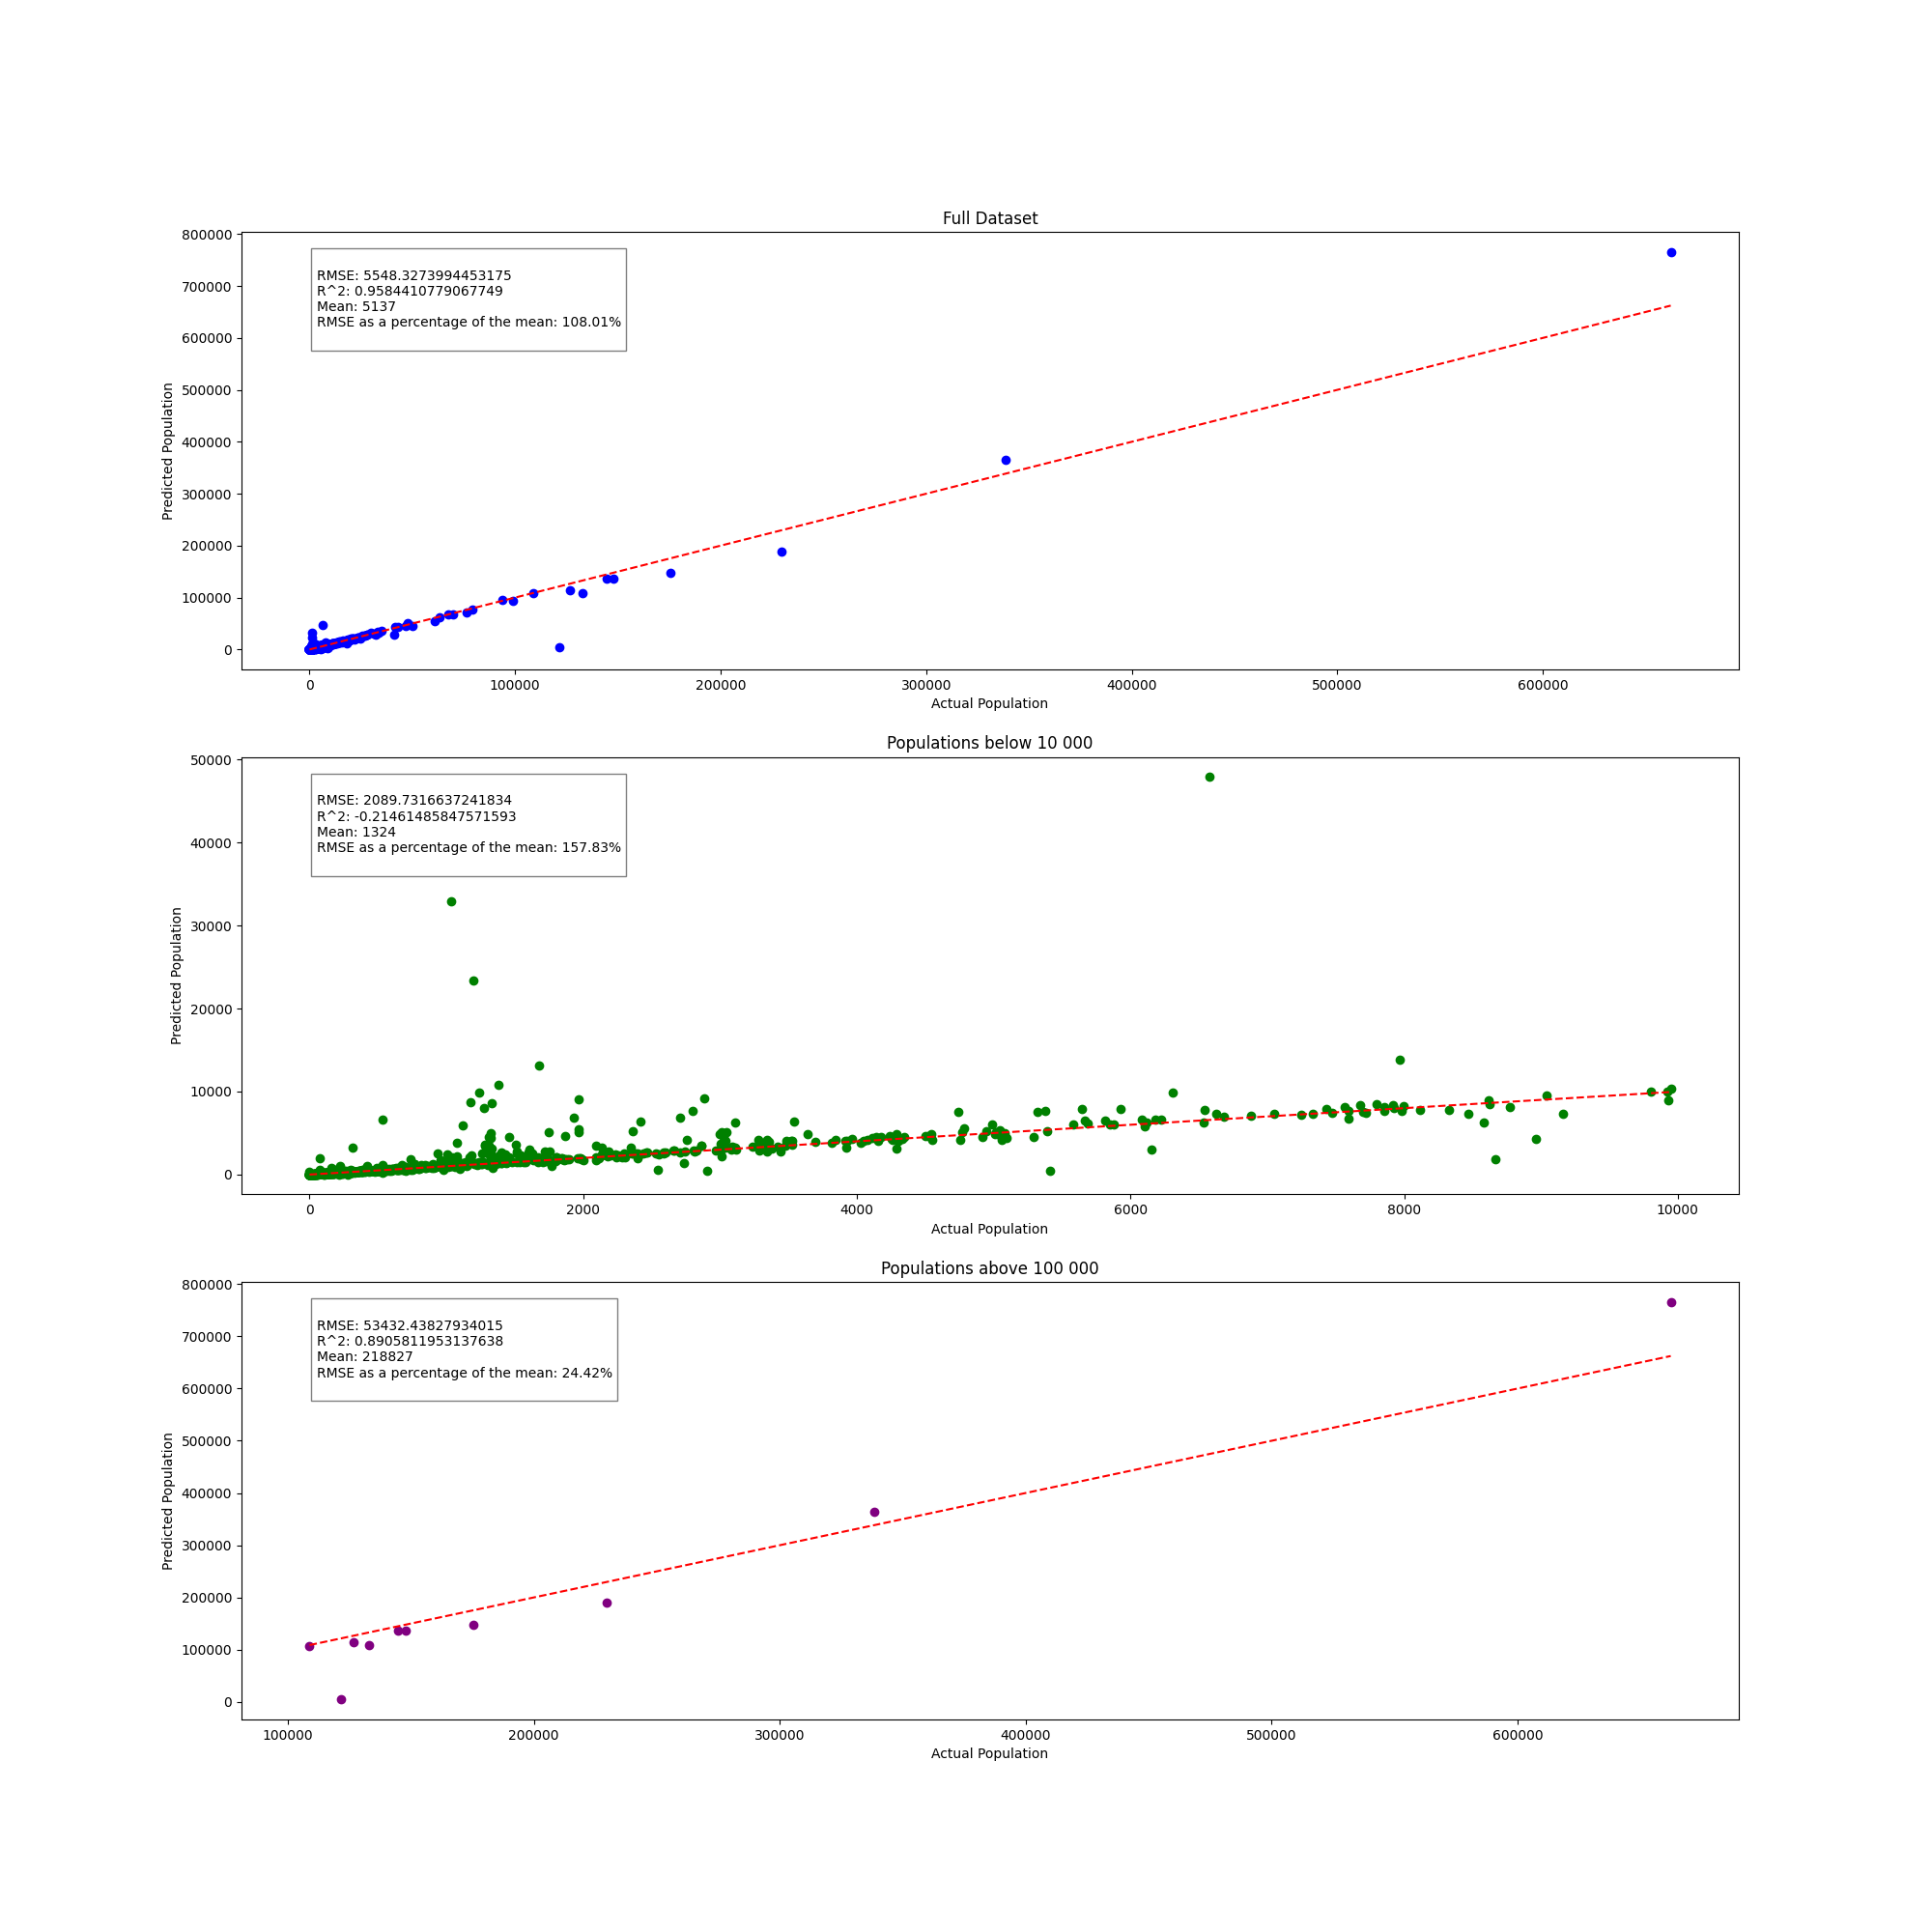 Full Dataset
800000
700000
600000
500000
400000
300000
200000
100000
0
Predicted Population
RMSE: 5548.3273994453175
R^2: 0.9584410779067749
Mean: 5137
RMSE as a percentage of the mean: 108.01%
0 100000 200000 300000 400000 500000 600000
Actual Population
Populations below 10 000
50000
40000
30000
20000
10000
0
Predicted Population
RMSE: 2089.7316637241834
R^2: -0.21461485847571593
Mean: 1324
RMSE as a percentage of the mean: 157.83%
0 2000 4000 6000 8000 10000
Actual Population
Populations above 100 000
800000
700000
600000
500000
400000
300000
200000
100000
0
Predicted Population
RMSE: 53432.43827934015
R^2: 0.8905811953137638
Mean: 218827
RMSE as a percentage of the mean: 24.42%
100000 200000 300000 400000 500000 600000
Actual Population